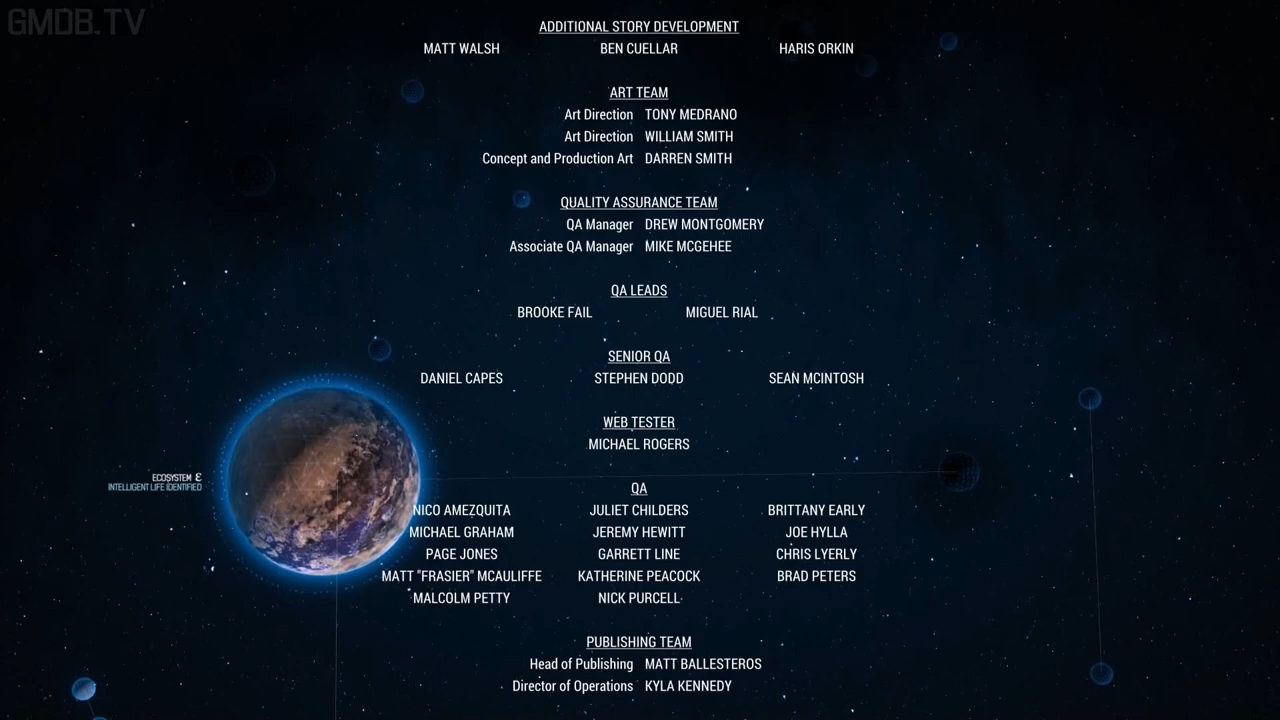 GMDB.TV
ADDITIONAL STORY DEVELOPMENT
MATT WALSH BEN CUELLAR HARIS ORKIN
ART TEAM
Art Direction TONY MEDRANO
Art Direction WILLIAM SMITH
Concept and Production Art DARREN SMITH
QUALITY ASSURANCE TEAM
QA Manager DREW MONTGOMERY
Associate QA Manager MIKE MCGEHEE
QA LEADS
BROOKE FAIL MIGUEL RIAL
SENIOR QA
DANIEL CAPES STEPHEN DODD SEAN MCINTOSH
WEB TESTER
MICHAEL ROGERS
ECOSYSTEM ε
INTELLIGENT LIFE IDENTIFIED
QA
NICO AMEZQUITA JULIET CHILDERS BRITTANY EARLY
MICHAEL GRAHAM JEREMY HEWITT JOE HYLLA
PAGE JONES GARRETT LINE CHRIS LYERLY
MATT "FRASIER" MCAULIFFE KATHERINE PEACOCK BRAD PETERS
MALCOLM PETTY NICK PURCELL
PUBLISHING TEAM
Head of Publishing MATT BALLESTEROS
Director of Operations KYLA KENNEDY